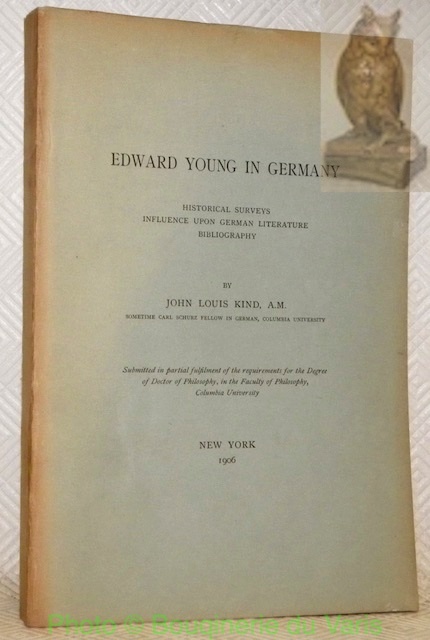 EDWARD YOUNG IN GERMANY
HISTORICAL SURVEYS
INFLUENCE UPON GERMAN LITERATURE
BIBLIOGRAPHY
BY
JOHN LOUIS KIND, A.M.
SOMETIME CARL SCHURZ FELLOW IN GERMAN, COLUMBIA UNIVERSITY
Submitted in partial fulfilment of the requirements for the Degree
of Doctor of Philosophy, in the Faculty of Philosophy,
Columbia University
NEW YORK
1906
Photo © Bouquinerie du Varis